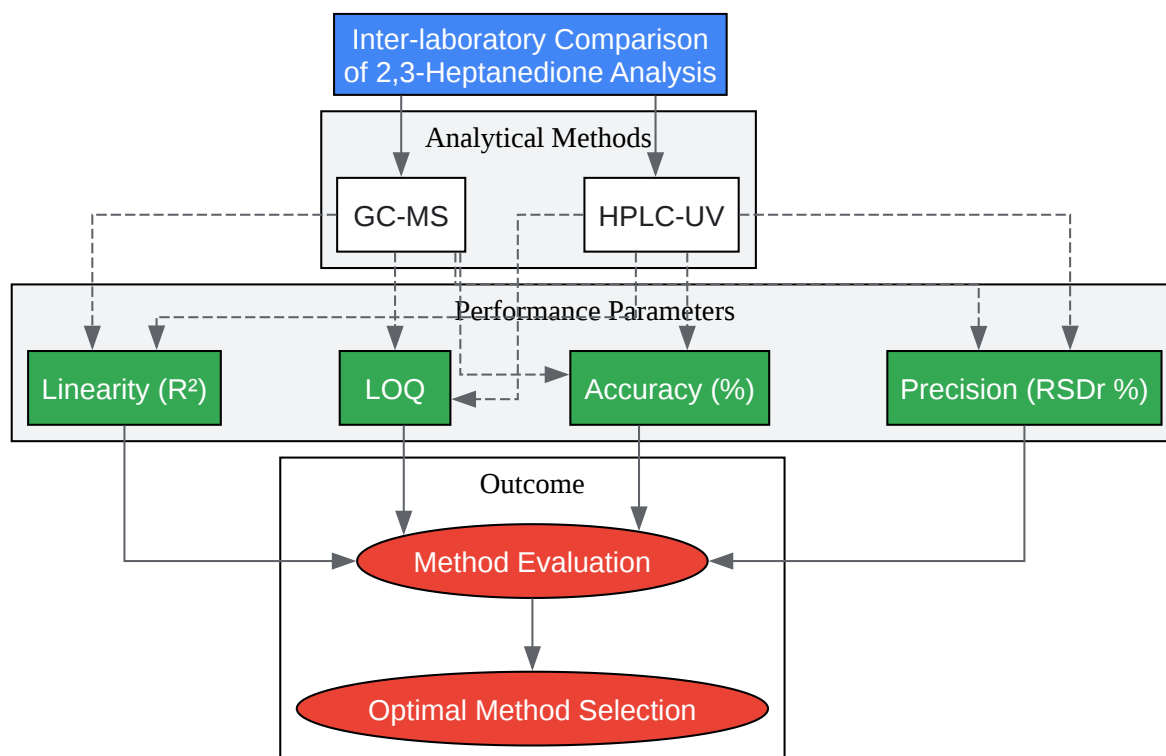 Inter-laboratory Comparison
of 2,3-Heptanedione Analysis
Analytical Methods
GC-MS
HPLC-UV
Performance Parameters
Linearity (R²)
LOQ
Accuracy (%)
Precision (RSDr %)
Outcome
Method Evaluation
Optimal Method Selection